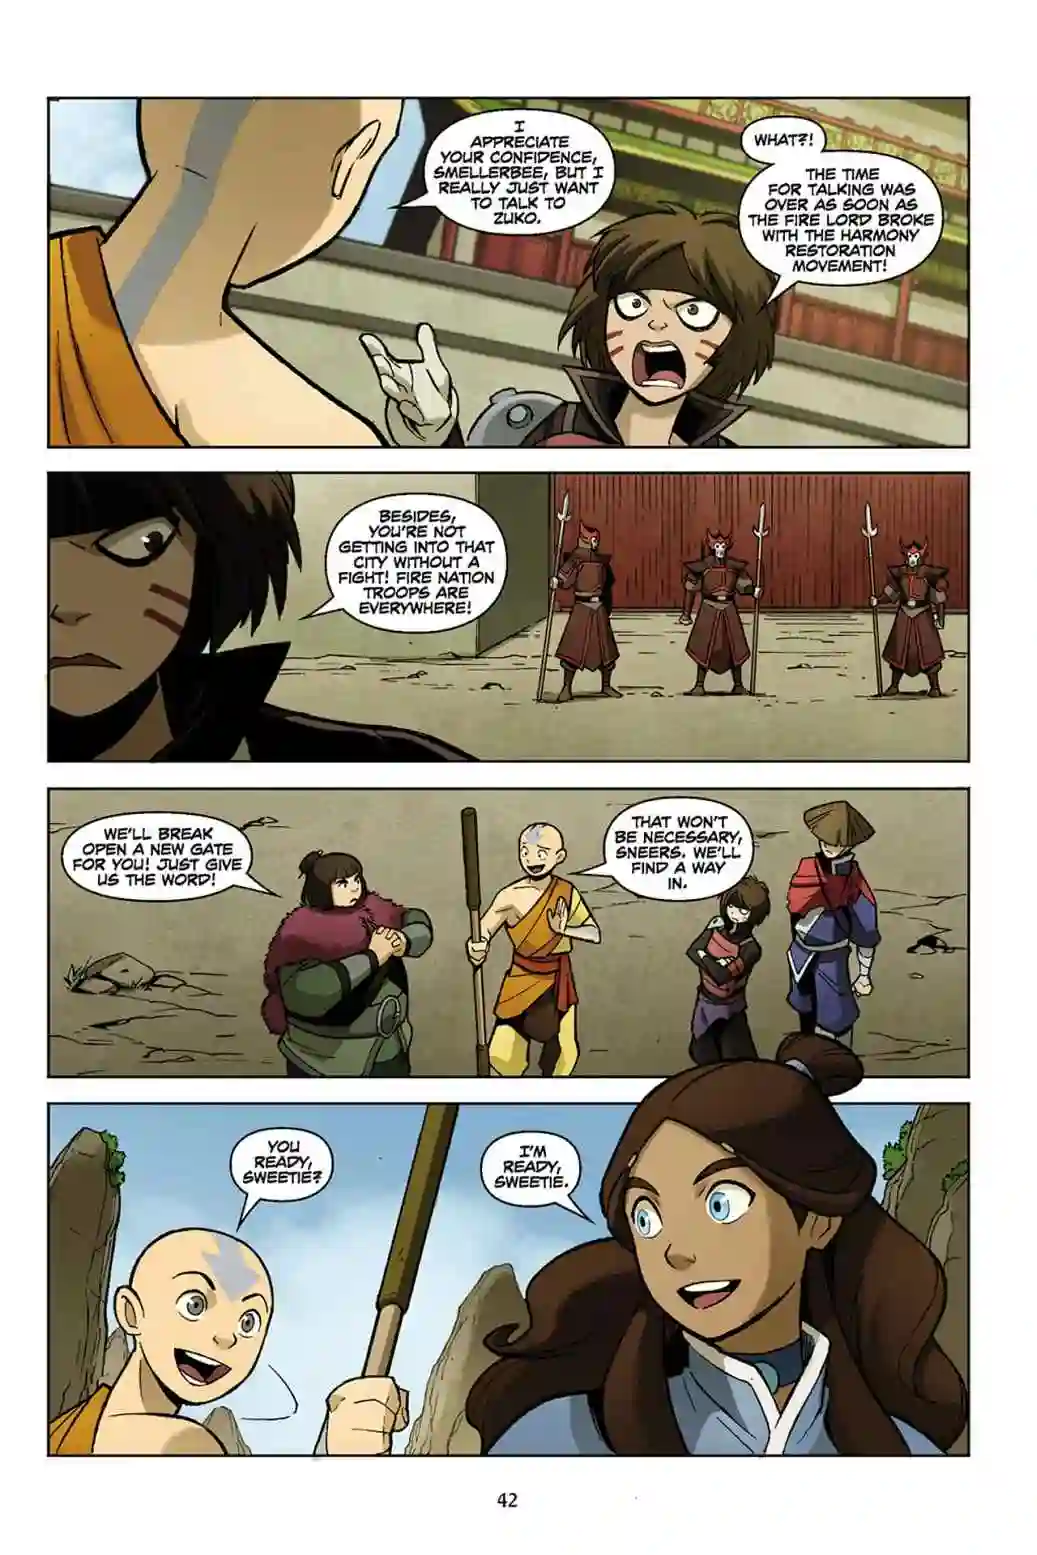 I
APPRECIATE
YOUR CONFIDENCE,
SMELLERBEE, BUT I
REALLY JUST WANT
TO TALK TO
ZUKO.
WHAT?!
THE TIME
FOR TALKING WAS
OVER AS SOON AS
THE FIRE LORD BROKE
WITH THE HARMONY
RESTORATION
MOVEMENT!
BESIDES,
YOU'RE NOT
GETTING INTO THAT
CITY WITHOUT A
FIGHT! FIRE NATION
TROOPS ARE
EVERYWHERE!
WE'LL BREAK
OPEN A NEW GATE
FOR YOU! JUST GIVE
US THE WORD!
THAT WON'T
BE NECESSARY,
SNEERS. WE'LL
FIND A WAY
IN.
YOU
READY,
SWEETIE?
I'M
READY,
SWEETIE.
42